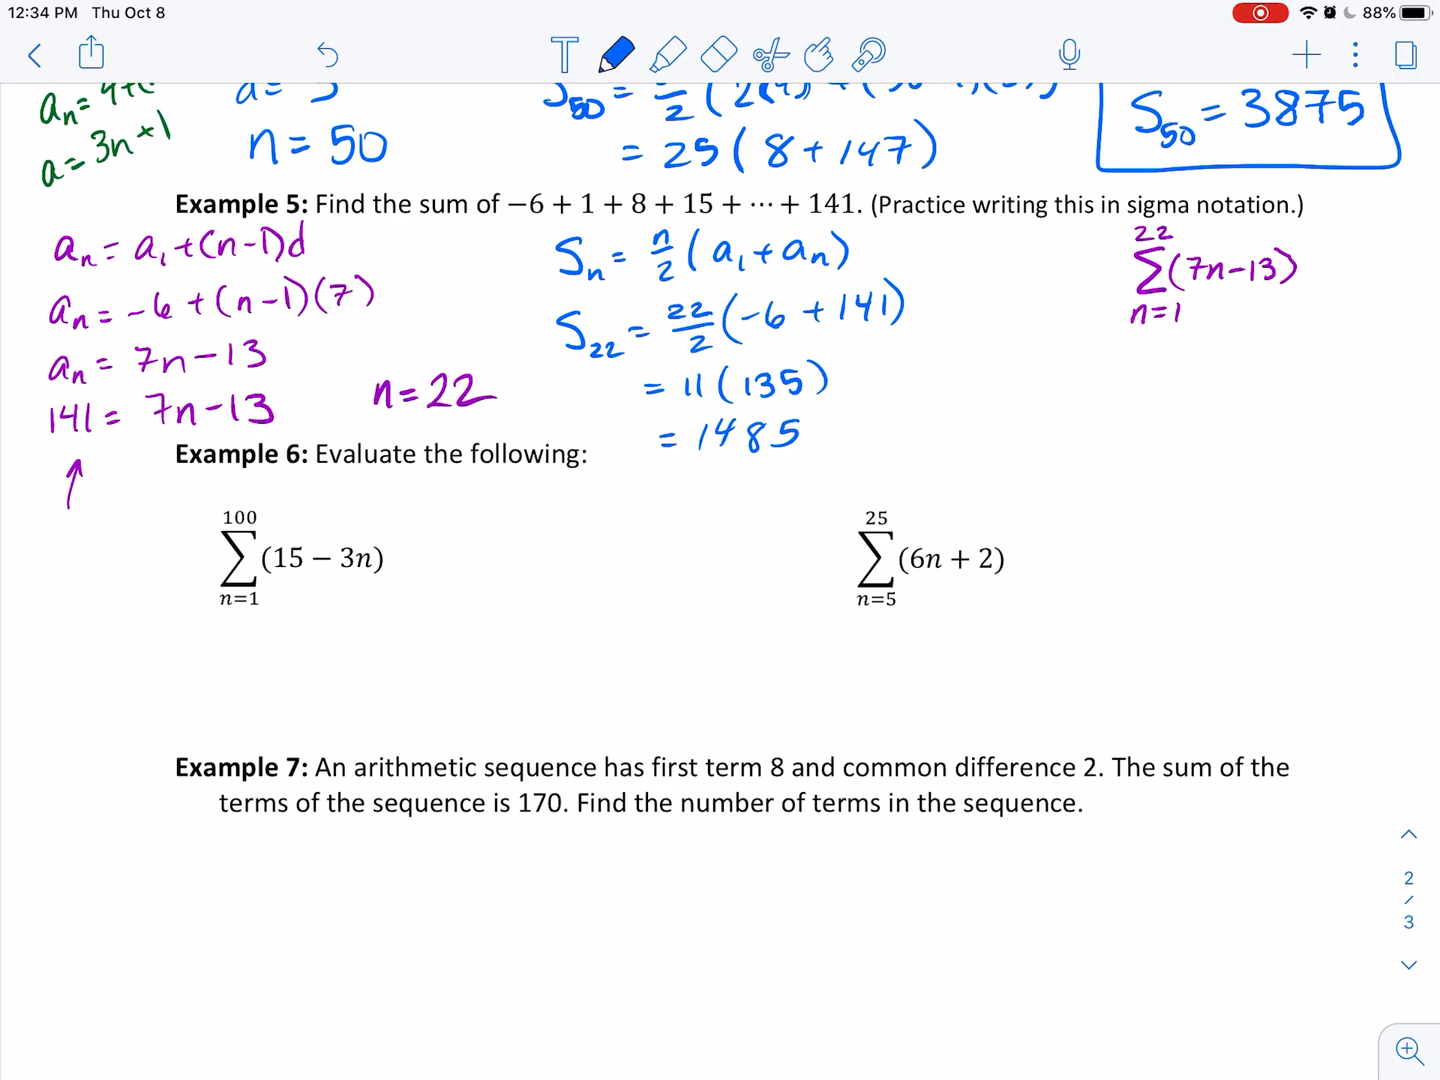 12:34 PM Thu Oct 8 88%
T
a =
n = 50
aₙ =
a = 3n + 1
S₅₀ =
= 25 ( 8 + 147 )
S₅₀ = 3875
Example 5: Find the sum of −6 + 1 + 8 + 15 + ⋯ + 141. (Practice writing this in sigma notation.)
aₙ = a₁ + (n − 1)d
aₙ = −6 + (n − 1)(7)
aₙ = 7n − 13
141 = 7n − 13
n = 22
Sₙ = n/2 ( a₁ + aₙ )
S₂₂ = 22/2 (−6 + 141)
= 11 ( 135 )
= 1485
22
∑(7n − 13)
n = 1
Example 6: Evaluate the following:
100
∑(15 − 3n)
n=1
25
∑(6n + 2)
n=5
Example 7: An arithmetic sequence has first term 8 and common difference 2. The sum of the
terms of the sequence is 170. Find the number of terms in the sequence.
2
/
3